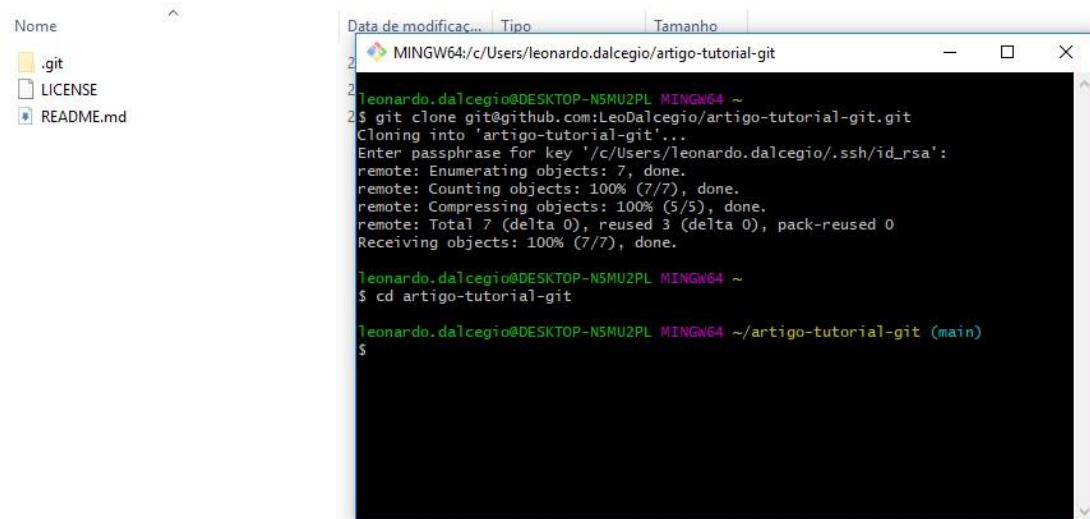 Nome Data de modificaç... Tipo Tamanho
.git 2
LICENSE 2
README.md 2
MINGW64:/c/Users/leonardo.dalcegio/artigo-tutorial-git
leonardo.dalcegio@DESKTOP-N5MU2PL MINGW64 ~
$ git clone git@github.com:LeoDalcegio/artigo-tutorial-git.git
Cloning into 'artigo-tutorial-git'...
Enter passphrase for key '/c/Users/leonardo.dalcegio/.ssh/id_rsa':
remote: Enumerating objects: 7, done.
remote: Counting objects: 100% (7/7), done.
remote: Compressing objects: 100% (5/5), done.
remote: Total 7 (delta 0), reused 3 (delta 0), pack-reused 0
Receiving objects: 100% (7/7), done.
leonardo.dalcegio@DESKTOP-N5MU2PL MINGW64 ~
$ cd artigo-tutorial-git
leonardo.dalcegio@DESKTOP-N5MU2PL MINGW64 ~/artigo-tutorial-git (main)
$